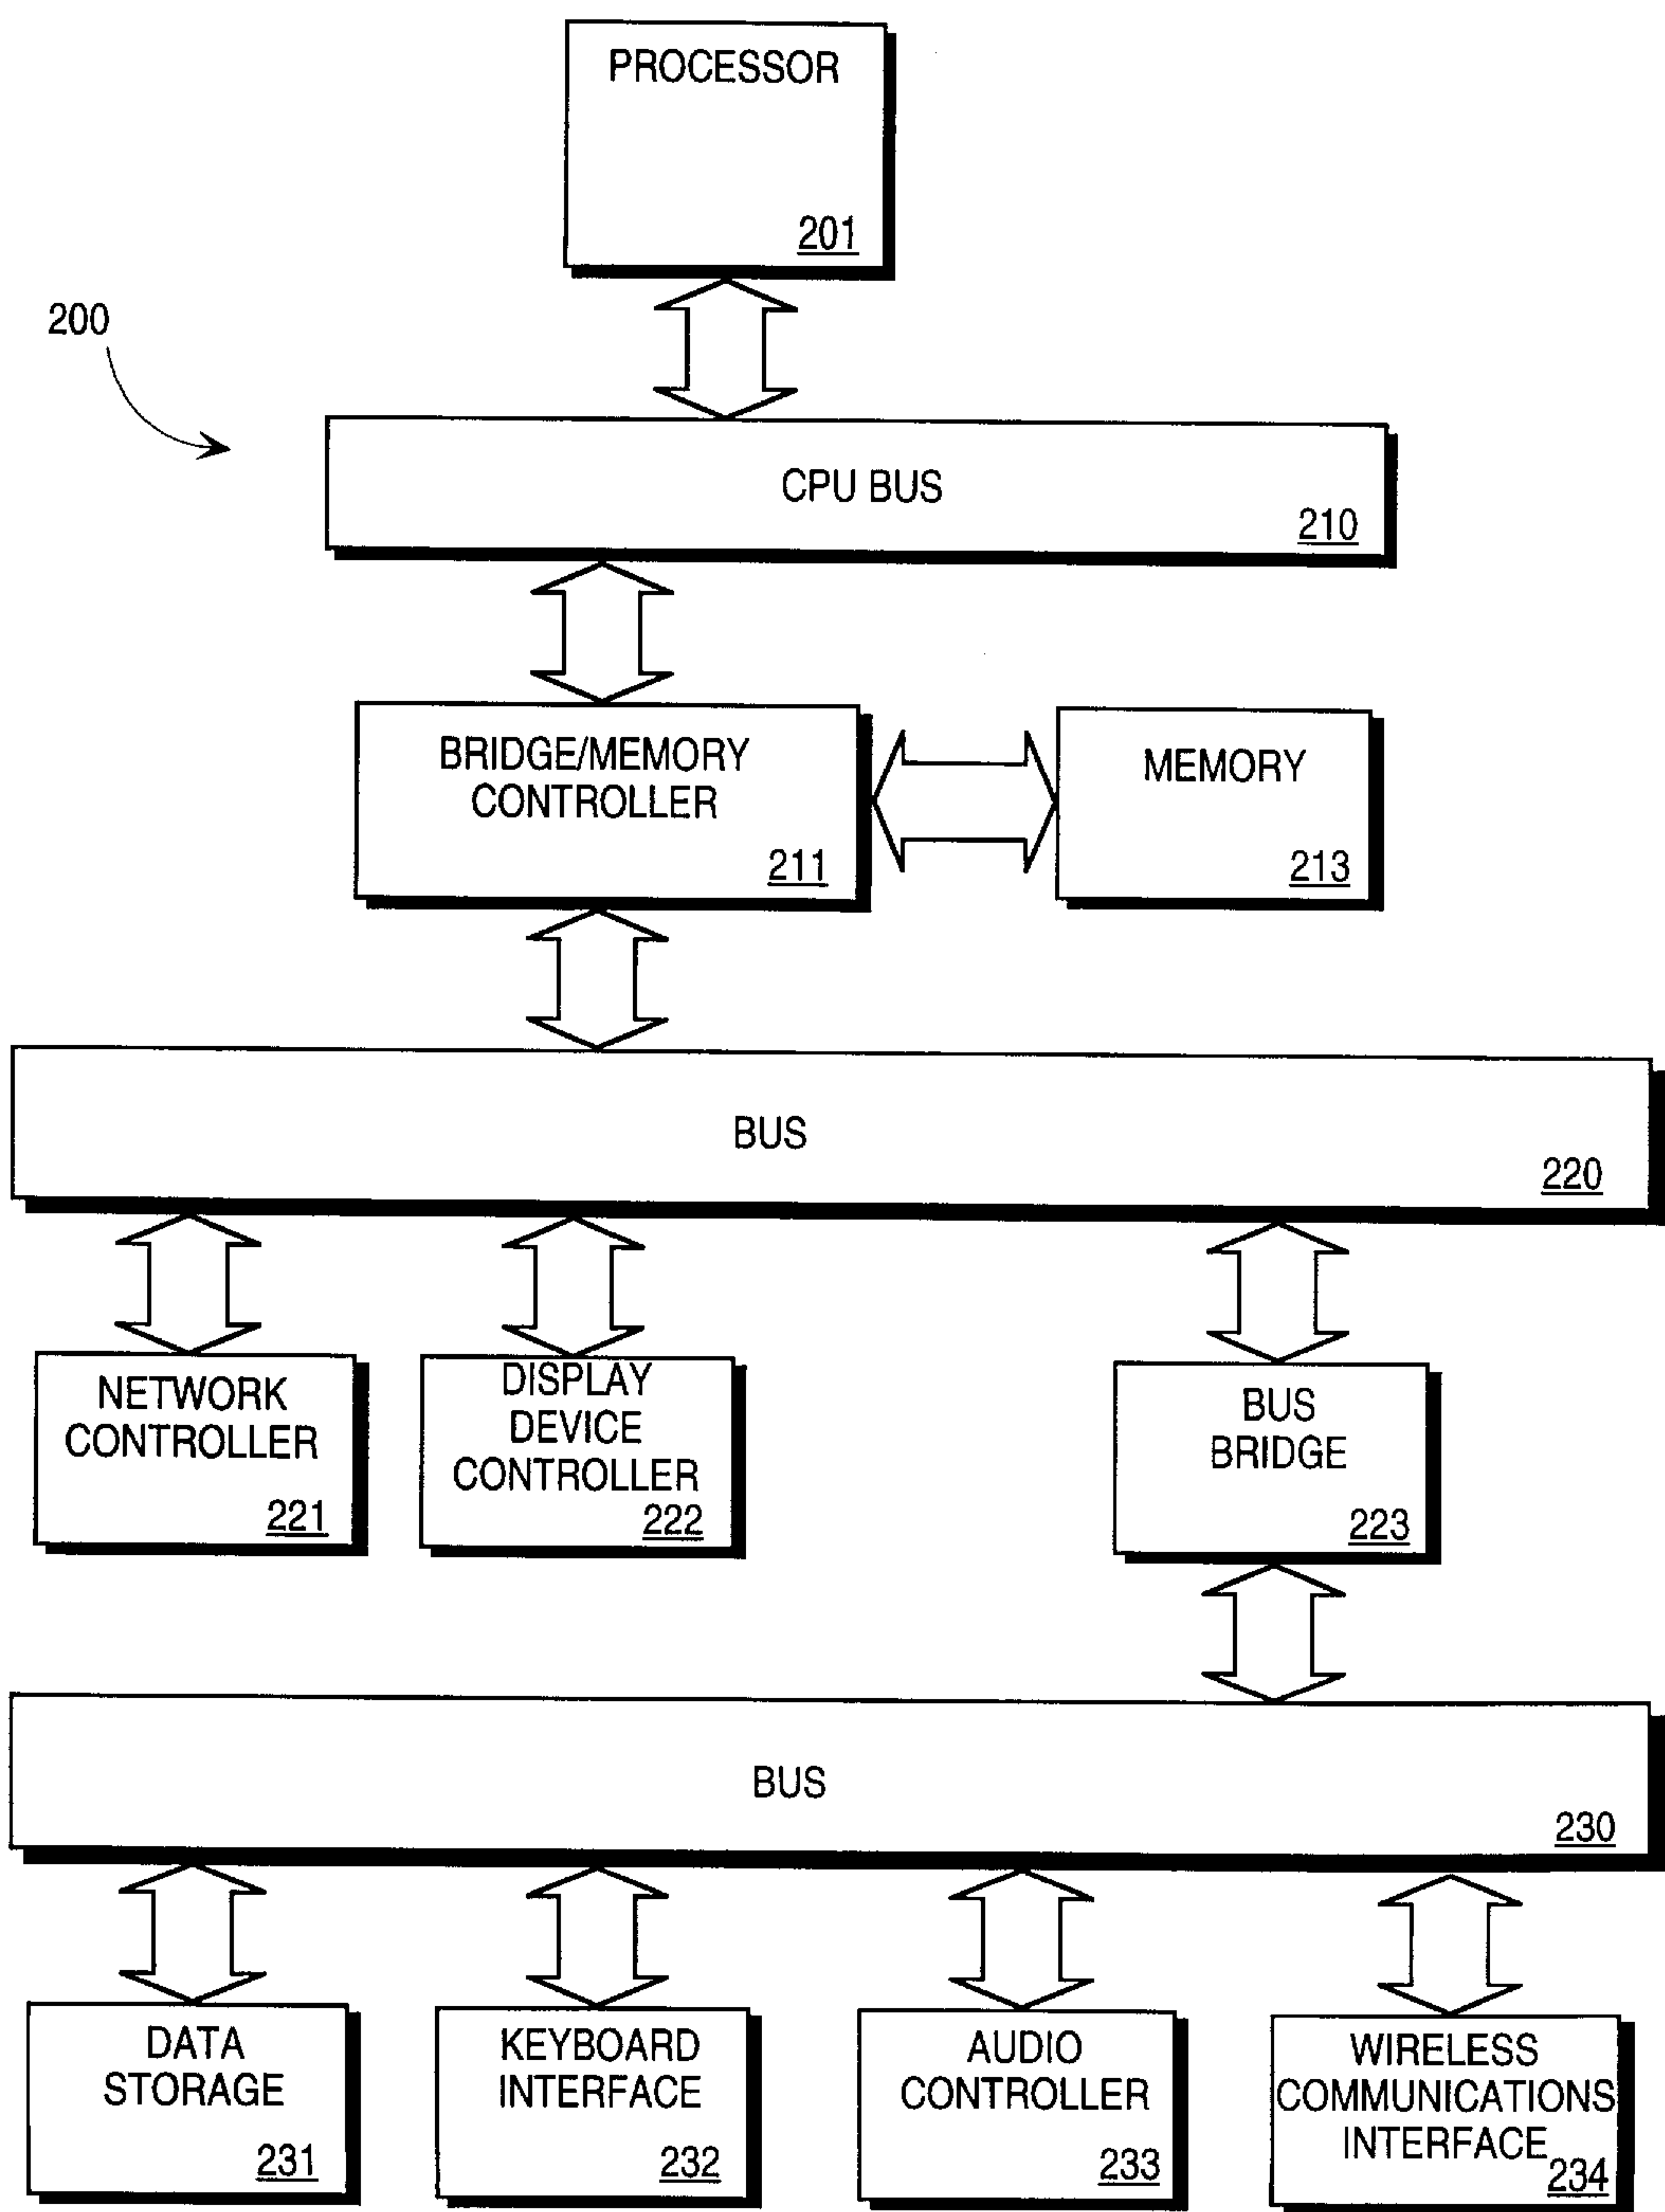 PROCESSOR
201
200
CPU BUS
210
BRIDGE/MEMORY
CONTROLLER
211
MEMORY
213
BUS
220
NETWORK
CONTROLLER
221
DISPLAY
DEVICE
CONTROLLER
222
BUS
BRIDGE
223
BUS
230
DATA
STORAGE
231
KEYBOARD
INTERFACE
232
AUDIO
CONTROLLER
233
WIRELESS
COMMUNICATIONS
INTERFACE
234